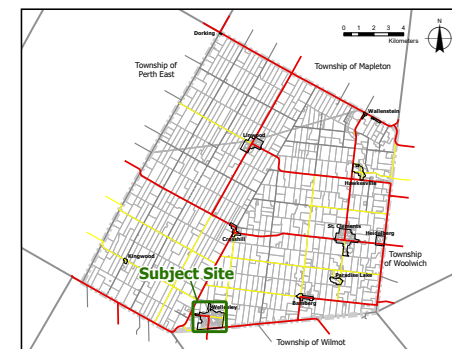 Dorking
0 1 2 3 4
Kilometers
N
Township of
Perth East
Township of Mapleton
Wallenstein
Linwood
Hawkesville
St. Clements
Heidelberg
Crosshill
Township
of Woolwich
Kingwood
Paradise Lake
Subject Site
Bamberg
Wellesley
Township of Wilmot